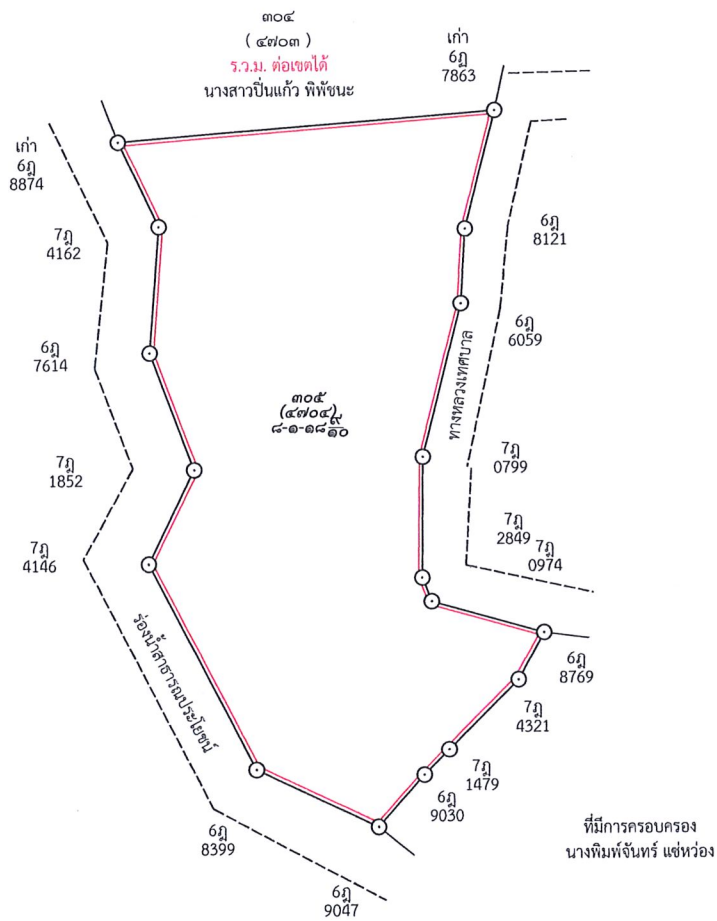 ๓๐๔
( ๔๗๐๓ )
ร.ว.ม. ต่อเขตได้
นางสาวปิ่นแก้ว พิพัชนะ
เก่า
6ฎ
7863
เก่า
6ฎ
8874
7ฎ
4162
6ฎ
8121
6ฎ
7614
6ฎ
6059
ทางหลวงเทศบาล
๓๐๕
(๔๗๐๔)
๘-๑-๑๘ ๙/๑๐
7ฎ
1852
7ฎ
0799
7ฎ
4146
7ฎ
2849
7ฎ
0974
ร่องน้ำสาธารณประโยชน์
6ฎ
8769
7ฎ
4321
7ฎ
1479
6ฎ
9030
6ฎ
8399
6ฎ
9047
ที่มีการครอบครอง
นางพิมพ์จันทร์ แซ่หว่อง